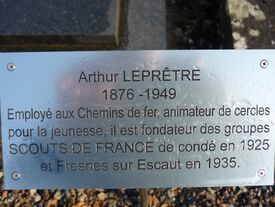 Arthur LEPRÊTRE
1876 -1949
Employé aux Chemins de fer, animateur de cercles
pour la jeunesse, il est fondateur des groupes
SCOUTS DE FRANCE de condé en 1925
et Fresnes sur Escaut en 1935.